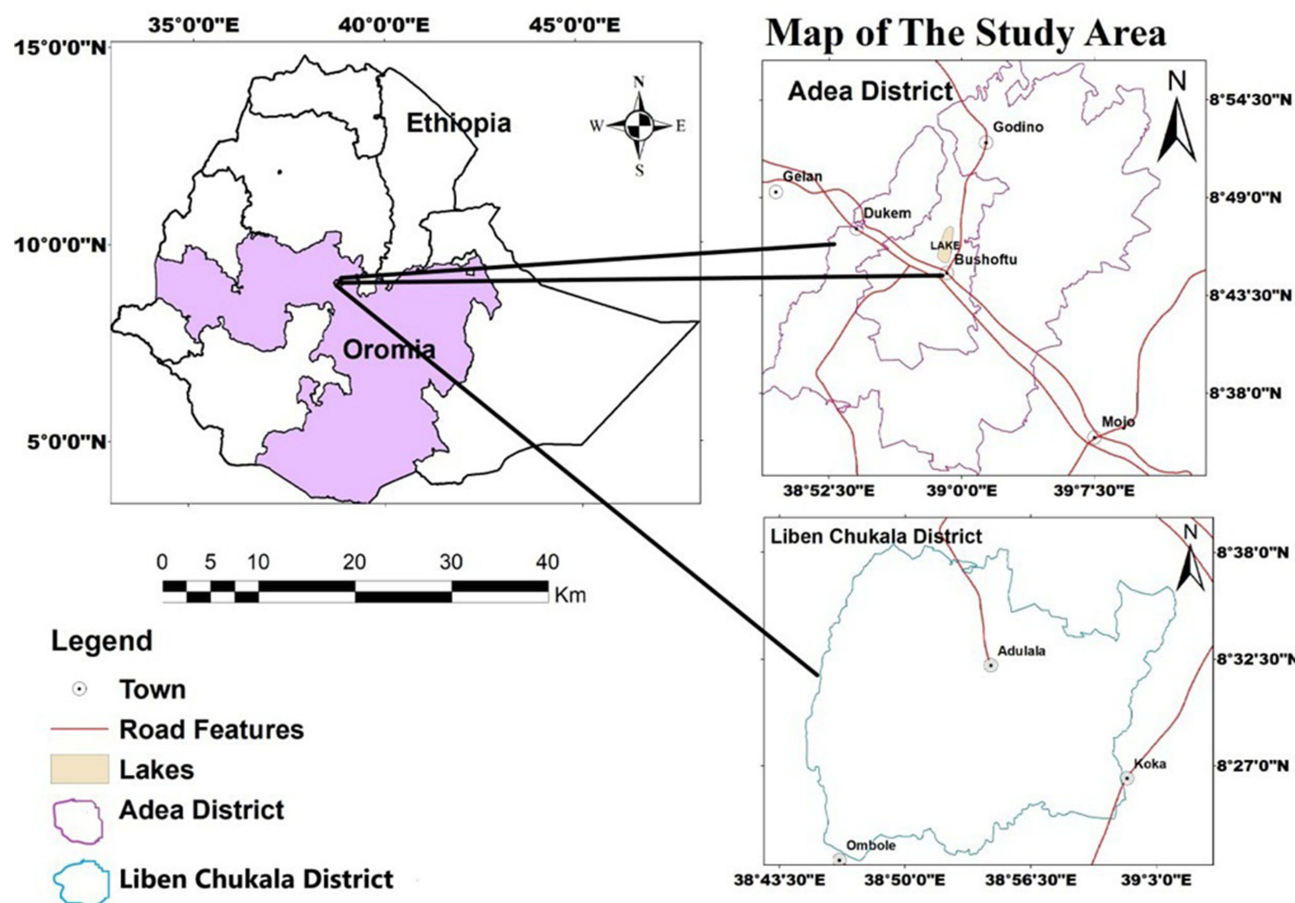 35°0'0"E 40°0'0"E 45°0'0"E
15°0'0"N
10°0'0"N
5°0'0"N
Ethiopia
Oromia
N
W E
S
Map of The Study Area
Adea District
N
Godino
Gelan
Dukem
LAKE
Bushoftu
Mojo
8°54'30"N
8°49'0"N
8°43'30"N
8°38'0"N
38°52'30"E 39°0'0"E 39°7'30"E
Liben Chukala District
N
Adulala
Koka
Ombole
8°38'0"N
8°32'30"N
8°27'0"N
38°43'30"E 38°50'0"E 38°56'30"E 39°3'0"E
0 5 10 20 30 40
Km
Legend
Town
Road Features
Lakes
Adea District
Liben Chukala District